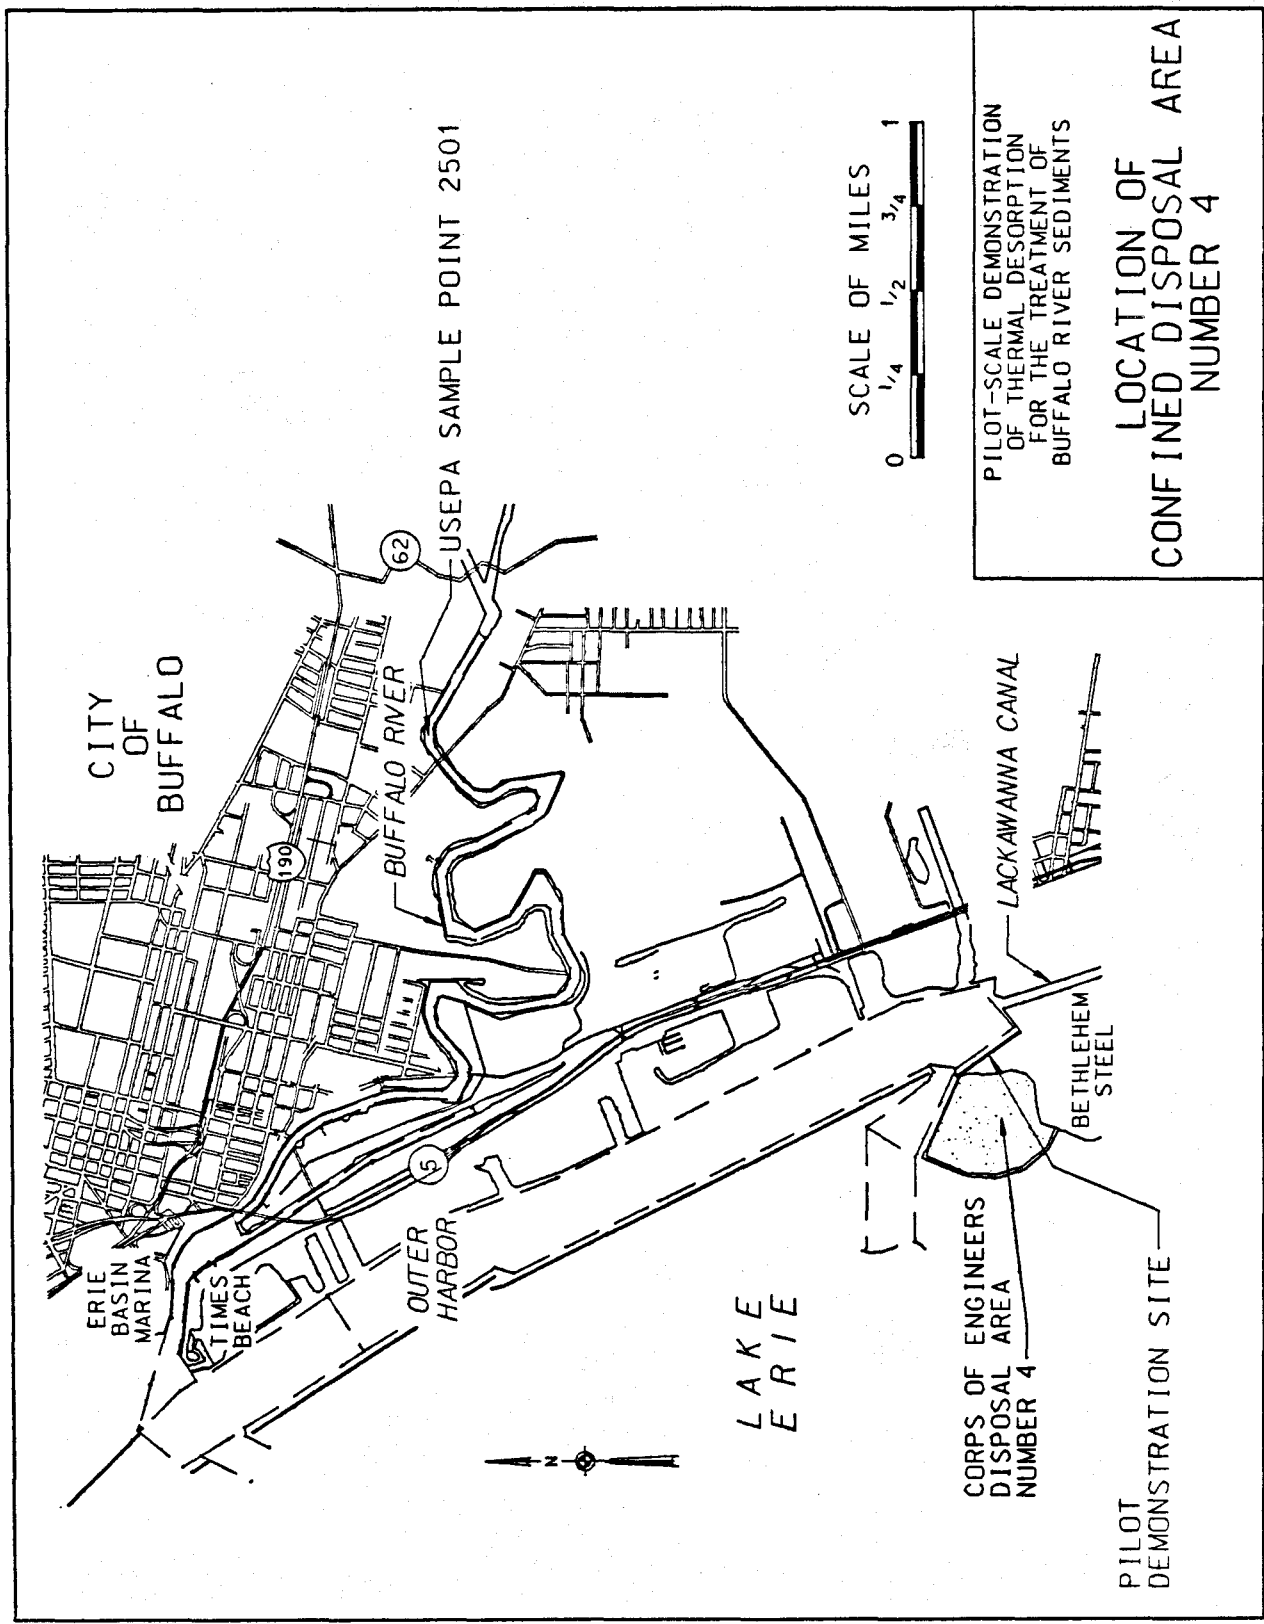 CITY
OF
BUFFALO
ERIE
BASIN
MARINA
TIMES
BEACH
190
62
BUFFALO RIVER
USEPA SAMPLE POINT 2501
OUTER
HARBOR
5
N
LAKE
ERIE
SCALE OF MILES
0 1/4 1/2 3/4 1
CORPS OF ENGINEERS
DISPOSAL AREA
NUMBER 4
BETHLEHEM
STEEL
LACKAWANNA CANAL
PILOT
DEMONSTRATION SITE
PILOT-SCALE DEMONSTRATION
OF THERMAL DESORPTION
FOR THE TREATMENT OF
BUFFALO RIVER SEDIMENTS
LOCATION OF
CONFINED DISPOSAL AREA
NUMBER 4